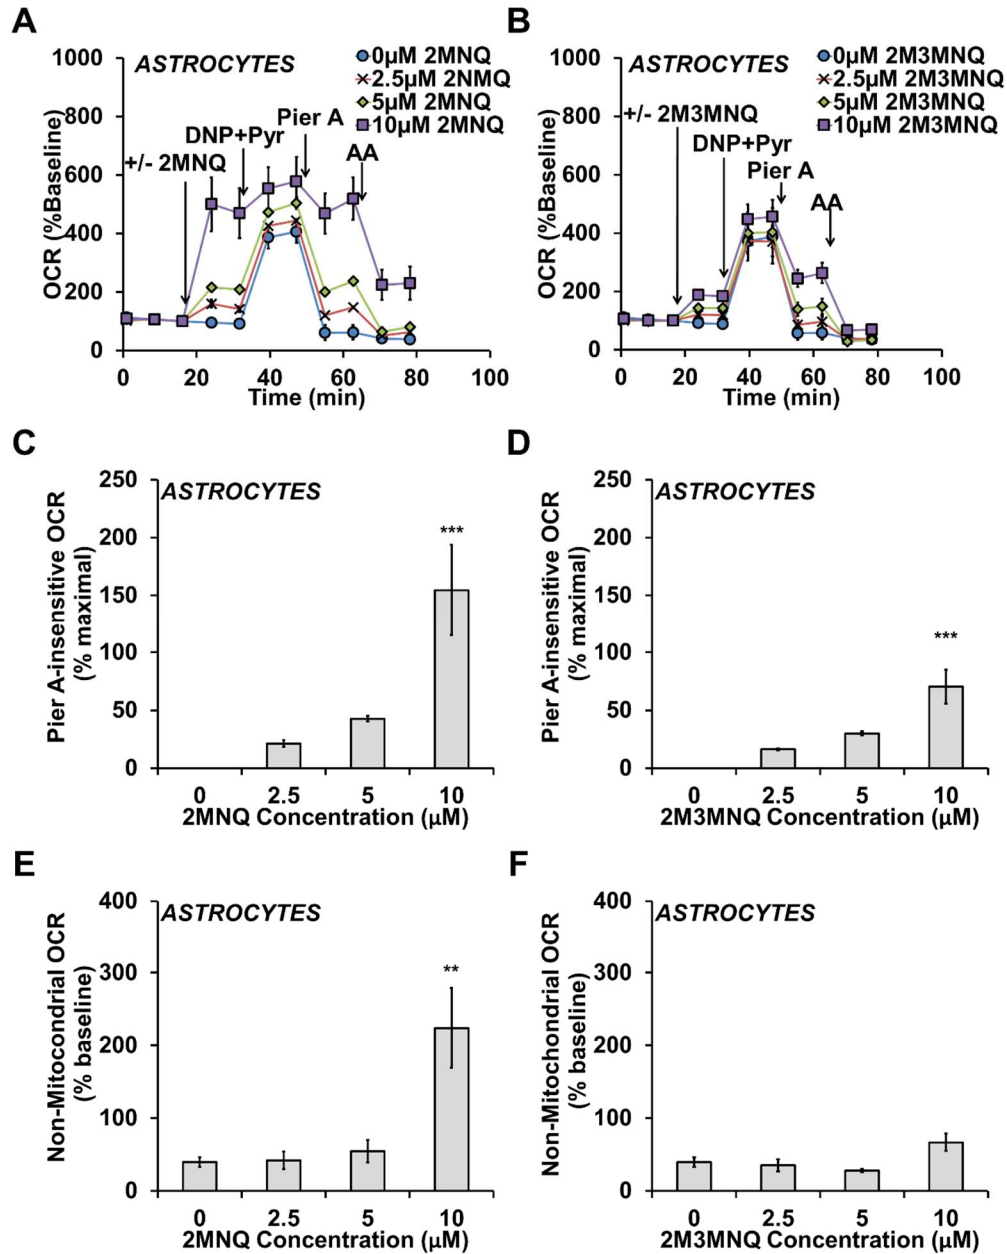 A
ASTROCYTES
0µM 2MNQ
2.5µM 2NMQ
5µM 2MNQ
10µM 2MNQ
+/- 2MNQ
DNP+Pyr
Pier A
AA
OCR (%Baseline)
1000
800
600
400
200
0
0 20 40 60 80 100
Time (min)
B
ASTROCYTES
0µM 2M3MNQ
2.5µM 2M3MNQ
5µM 2M3MNQ
10µM 2M3MNQ
+/- 2M3MNQ
DNP+Pyr
Pier A
AA
OCR (%Baseline)
1000
800
600
400
200
0
0 20 40 60 80 100
Time (min)
C
ASTROCYTES
Pier A-insensitive OCR
(% maximal)
250
200
150
100
50
0
***
0 2.5 5 10
2MNQ Concentration (µM)
D
ASTROCYTES
Pier A-insensitive OCR
(% maximal)
250
200
150
100
50
0
***
0 2.5 5 10
2M3MNQ Concentration (µM)
E
ASTROCYTES
Non-Mitocondrial OCR
(% baseline)
400
300
200
100
0
**
0 2.5 5 10
2MNQ Concentration (µM)
F
ASTROCYTES
Non-Mitochondrial OCR
(% baseline)
400
300
200
100
0
0 2.5 5 10
2M3MNQ Concentration (µM)